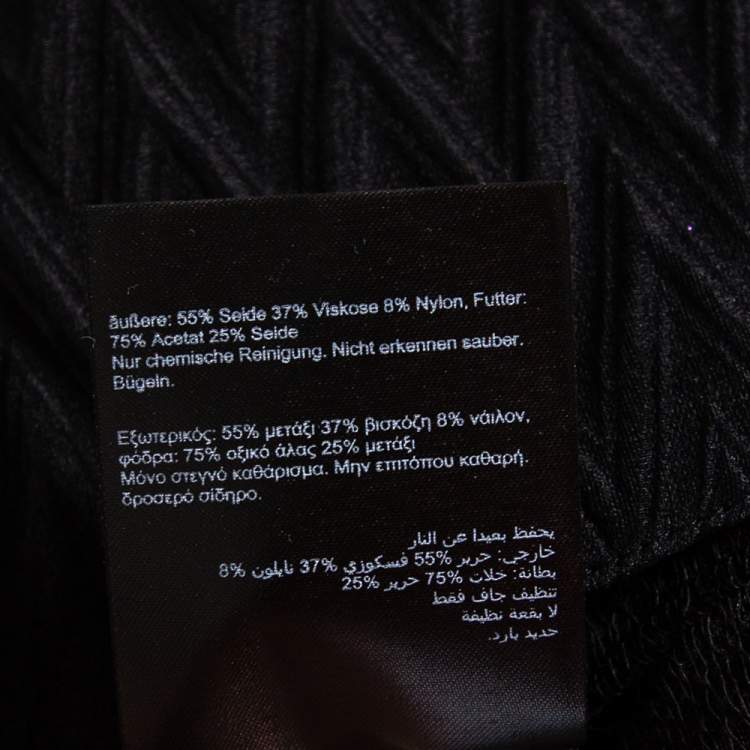 äußere: 55% Seide 37% Viskose 8% Nylon, Futter:
75% Acetat 25% Seide
Nur chemische Reinigung. Nicht erkennen sauber.
Bügeln.
Εξωτερικός: 55% μετάξι 37% βισκόζη 8% νάιλον,
φόδρα: 75% οξικό άλας 25% μετάξι
Μόνο στεγνό καθάρισμα. Μην επιτόπου καθαρή.
δροσερό σίδηρο.
يحفظ بعيدا عن النار
خارجي: حرير 55% فسكوزي 37% نايلون 8%
بطانة: خلات 75% حرير 25%
تنظيف جاف فقط
لا بقعة نظيفة
حديد بارد.